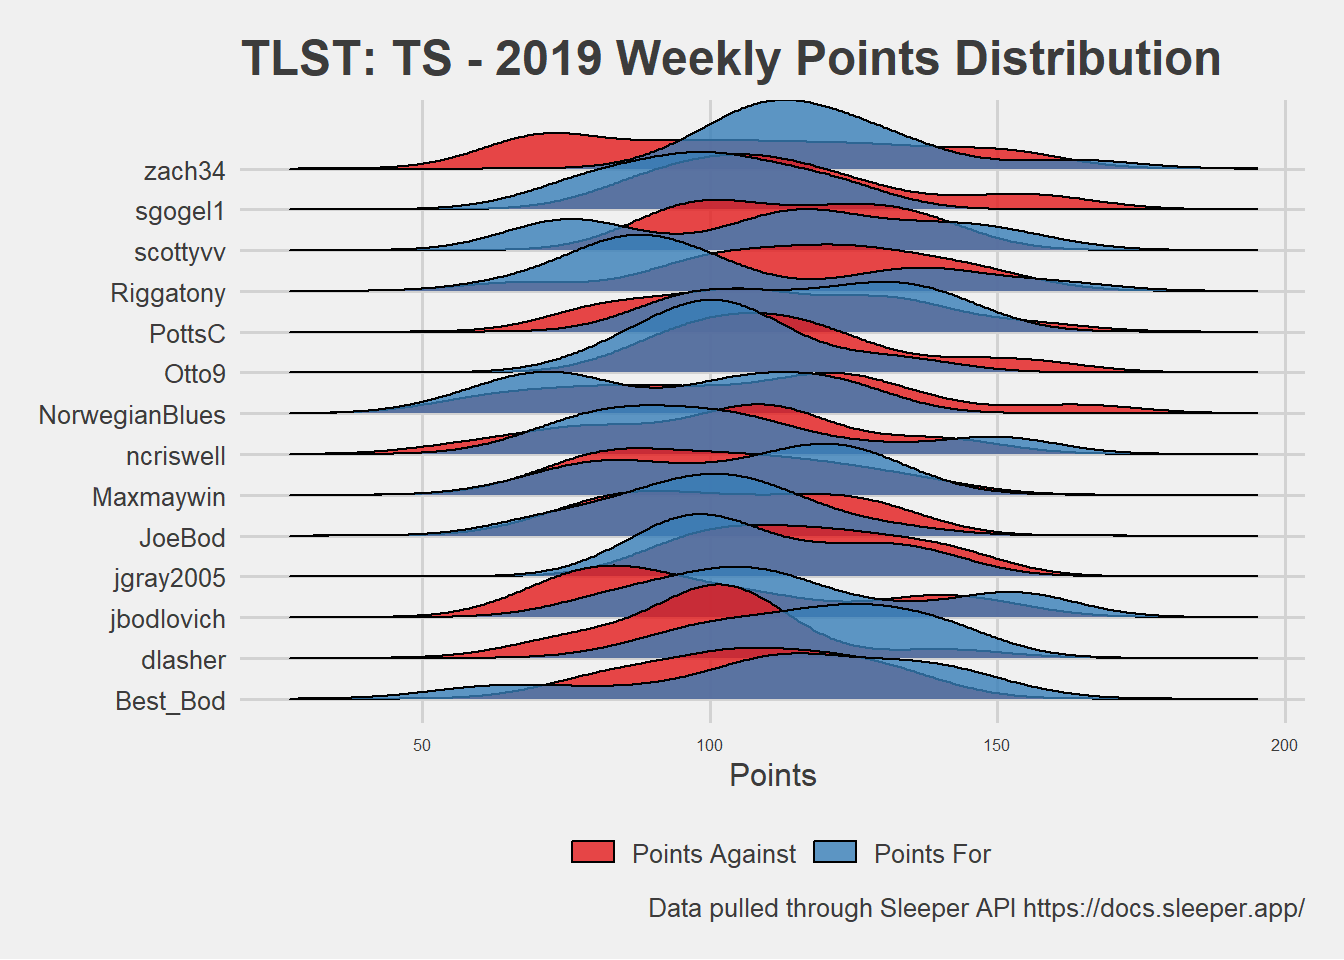 TLST: TS - 2019 Weekly Points Distribution
zach34
sgogel1
scottyvv
Riggatony
PottsC
Otto9
NorwegianBlues
ncriswell
Maxmaywin
JoeBod
jgray2005
jbodlovich
dlasher
Best_Bod
50 100 150 200
Points
Points Against Points For
Data pulled through Sleeper API https://docs.sleeper.app/